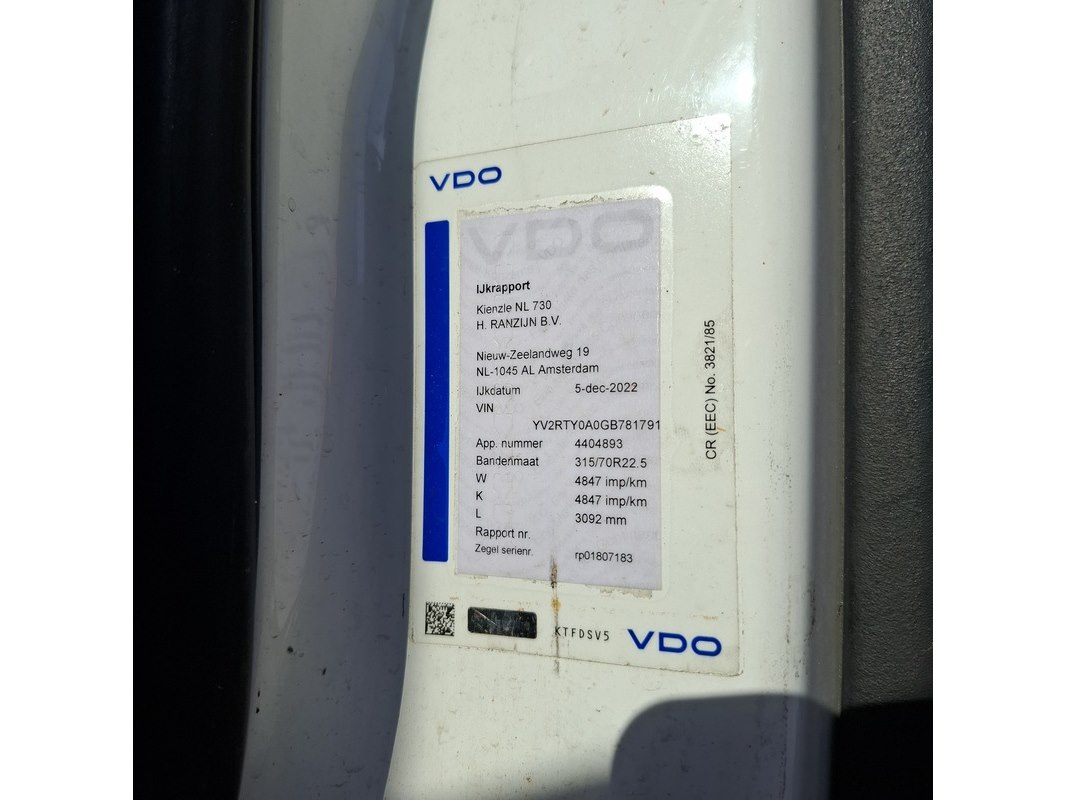 VDO
VDO
IJkrapport
Kienzle NL 730
H. RANZIJN B.V.
Nieuw-Zeelandweg 19
NL-1045 AL Amsterdam
IJkdatum 5-dec-2022
VIN
YV2RTY0A0GB781791
App. nummer 4404893
Bandenmaat 315/70R22.5
W 4847 imp/km
K 4847 imp/km
L 3092 mm
Rapport nr.
Zegel serienr. rp01807183
CR (EEC) No. 3821/85
KTFDSV5
VDO